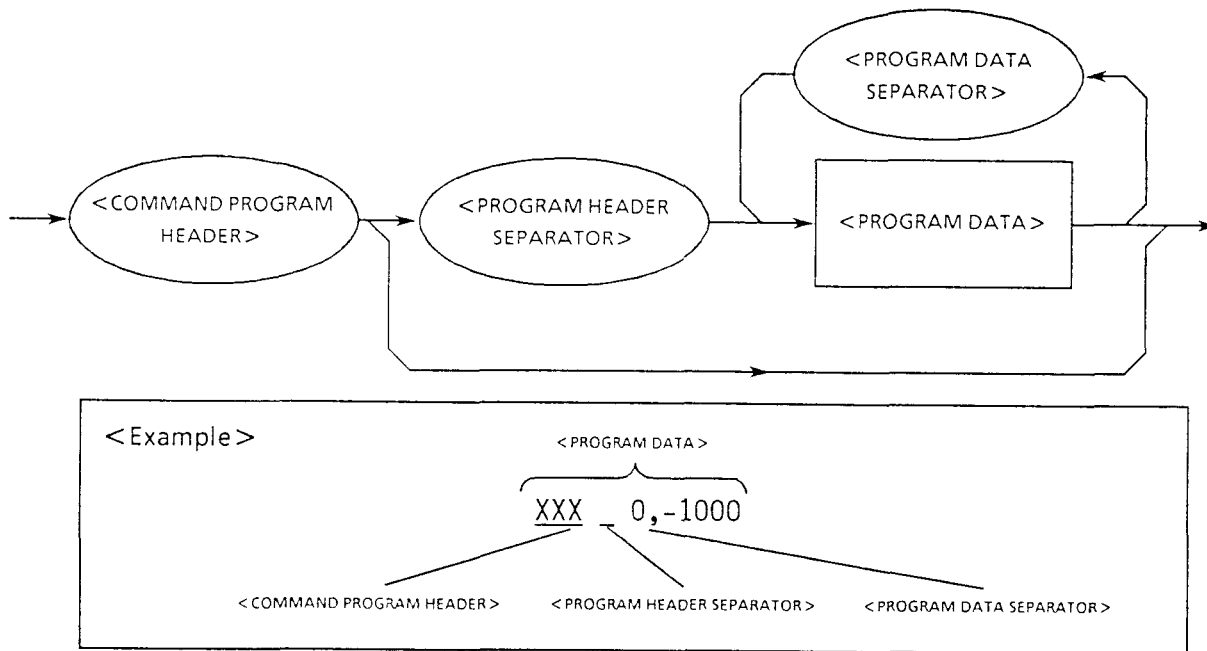 <PROGRAM DATA
SEPARATOR>
<COMMAND PROGRAM
HEADER>
<PROGRAM HEADER
SEPARATOR>
<PROGRAM DATA>
<Example>
<PROGRAM DATA>
XXX _ 0,-1000
<COMMAND PROGRAM HEADER> <PROGRAM HEADER SEPARATOR> <PROGRAM DATA SEPARATOR>